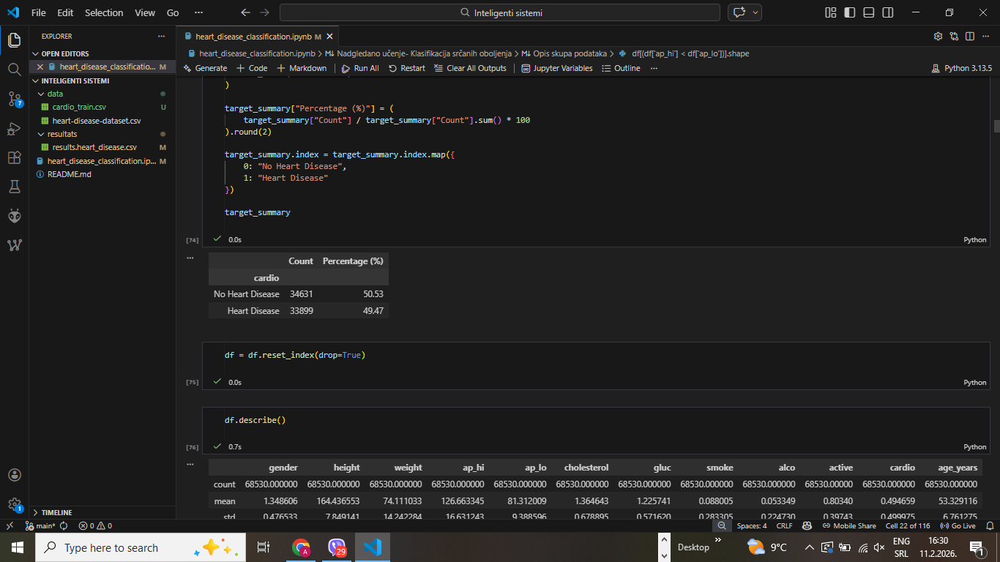 File Edit Selection View Go ···
Inteligenti sistemi
EXPLORER ···
OPEN EDITORS
heart_disease_classificatio... M
INTELIGENTI SISTEMI
data
cardio_train.csv U
heart-disease-dataset.csv
resultats
results.heart_disease.csv M
heart_disease_classification.ip... M
README.md
TIMELINE
7
1
heart_disease_classification.ipynb M
heart_disease_classification.ipynb > Nadgledano učenje- Klasifikacija srčanih oboljenja > Opis skupa podataka > df[(df['ap_hi'] < df['ap_lo'])].shape
Generate + Code + Markdown Run All Restart Clear All Outputs Jupyter Variables Outline ··· Python 3.13.5
)
target_summary["Percentage (%)"] = (
target_summary["Count"] / target_summary["Count"].sum() * 100
).round(2)
target_summary.index = target_summary.index.map({
0: "No Heart Disease",
1: "Heart Disease"
})
target_summary
[74] 0.0s Python
Count Percentage (%)
cardio
No Heart Disease 34631 50.53
Heart Disease 33899 49.47
df = df.reset_index(drop=True)
[75] 0.0s Python
df.describe()
[76] 0.7s Python
gender height weight ap_hi ap_lo cholesterol gluc smoke alco active cardio age_years
count 68530.000000 68530.000000 68530.000000 68530.000000 68530.000000 68530.000000 68530.000000 68530.000000 68530.000000 68530.00000 68530.000000 68530.000000
mean 1.348606 164.436553 74.111033 126.663345 81.312009 1.364643 1.225741 0.088005 0.053349 0.80340 0.494659 53.329116
std 0.476533 7.849141 14.242284 16.631243 9.388596 0.678895 0.571620 0.283305 0.224730 0.39743 0.499975 6.761275
main* 0 0 Spaces: 4 CRLF Mobile Share Cell 22 of 116 Go Live
Type here to search
29
Desktop
9°C
ENG
SRL
16:30
11.2.2026.
1